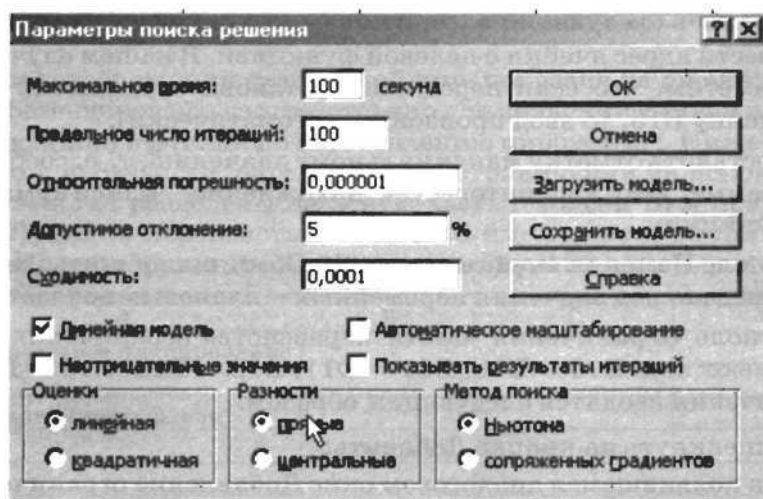 Параметры поиска решения
Максимальное время: 100 секунд
OK
Предельное число итераций: 100
Отмена
Относительная погрешность: 0,000001
Загрузить модель...
Допустимое отклонение: 5 %
Сохранить модель...
Сходимость: 0,0001
Справка
Линейная модель
Автоматическое масштабирование
Неотрицательные значения
Показывать результаты итераций
Оценки
линейная
квадратичная
Разности
прямые
центральные
Метод поиска
Ньютона
сопряженных градиентов